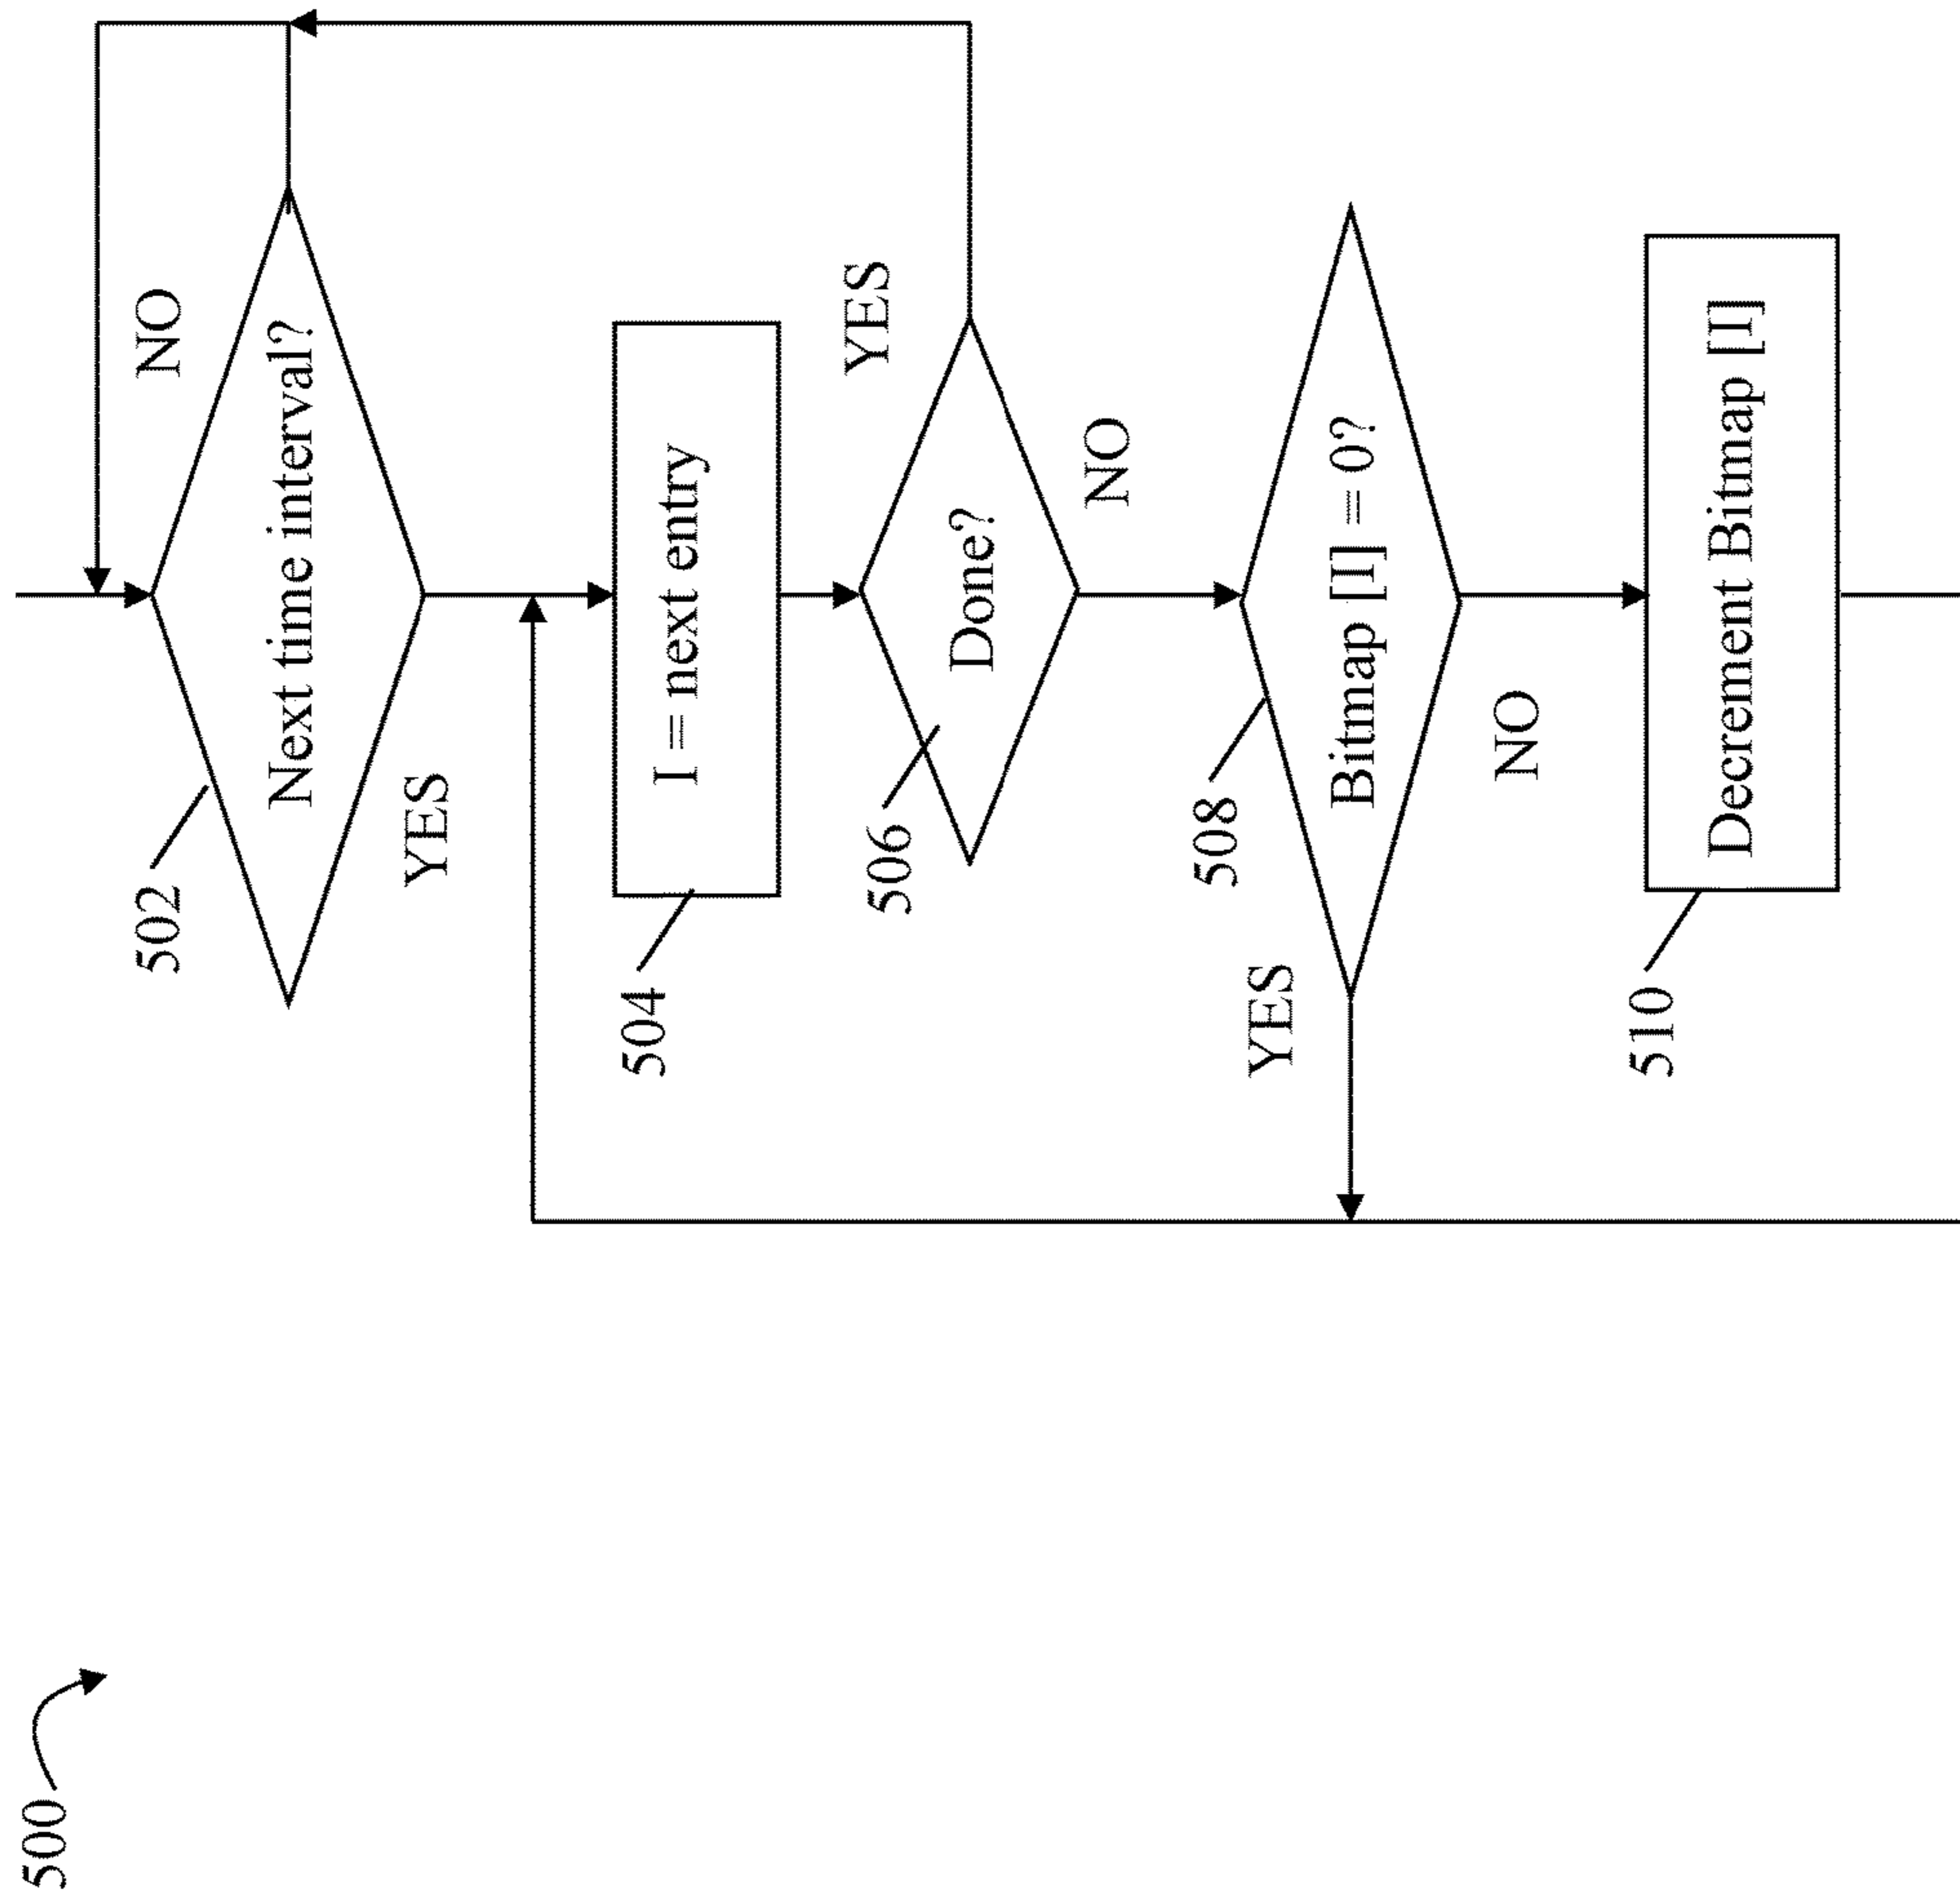 500
502
Next time interval?
NO
YES
504
I = next entry
506
Done?
YES
NO
508
Bitmap [I] = 0?
YES
NO
510
Decrement Bitmap [I]